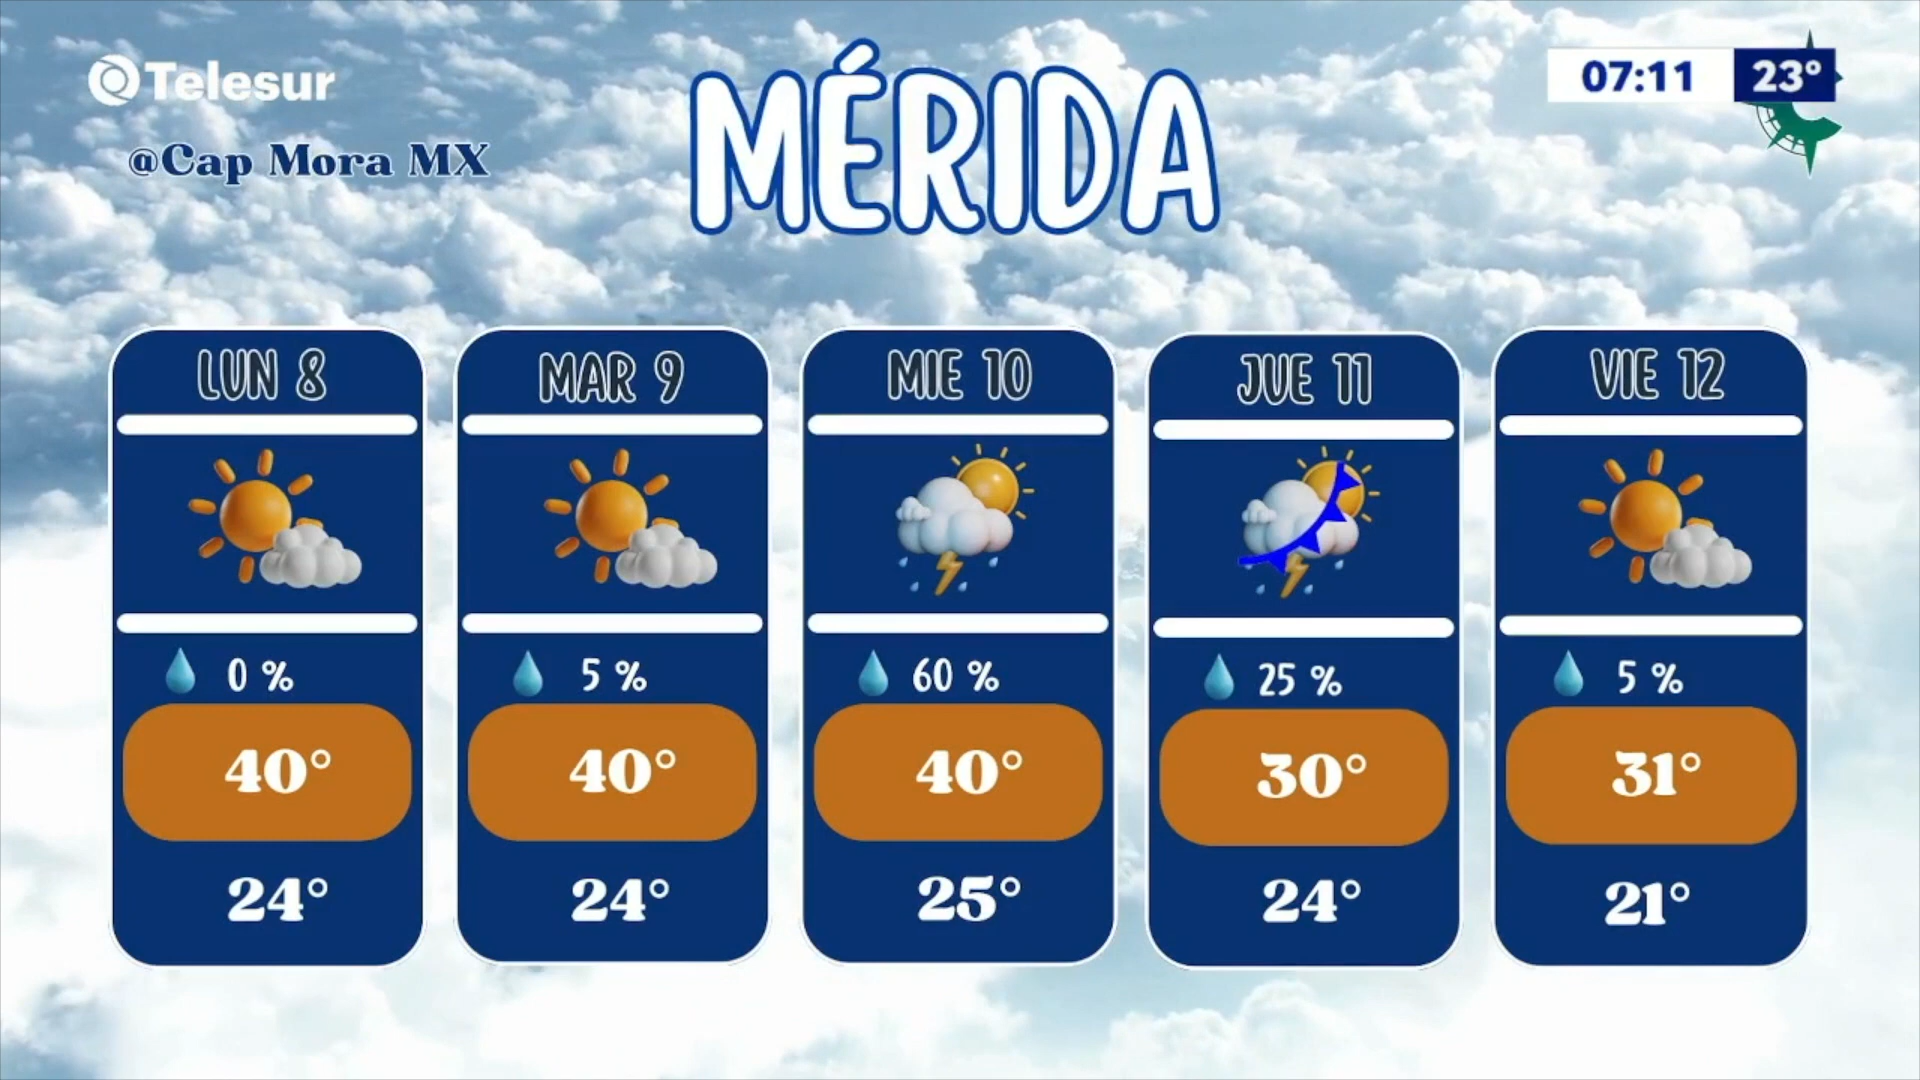 Telesur
@Cap Mora MX
MÉRIDA
07:11 23°
LUN 8
0 %
40°
24°
MAR 9
5 %
40°
24°
MIE 10
60 %
40°
25°
JUE 11
25 %
30°
24°
VIE 12
5 %
31°
21°